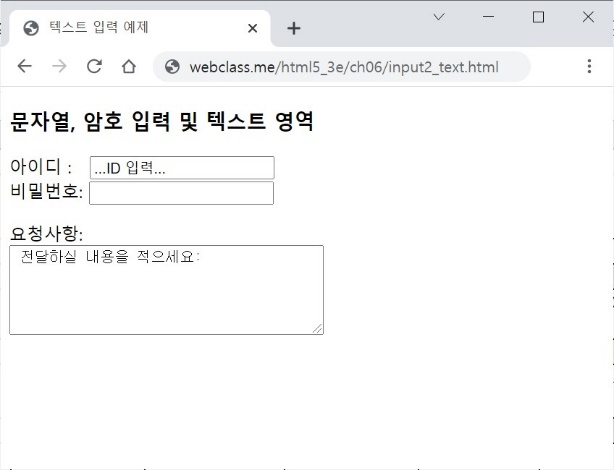 텍스트 입력 예제
webclass.me/html5_3e/ch06/input2_text.html
문자열, 암호 입력 및 텍스트 영역
아이디 : ...ID 입력...
비밀번호:
요청사항:
전달하실 내용을 적으세요: